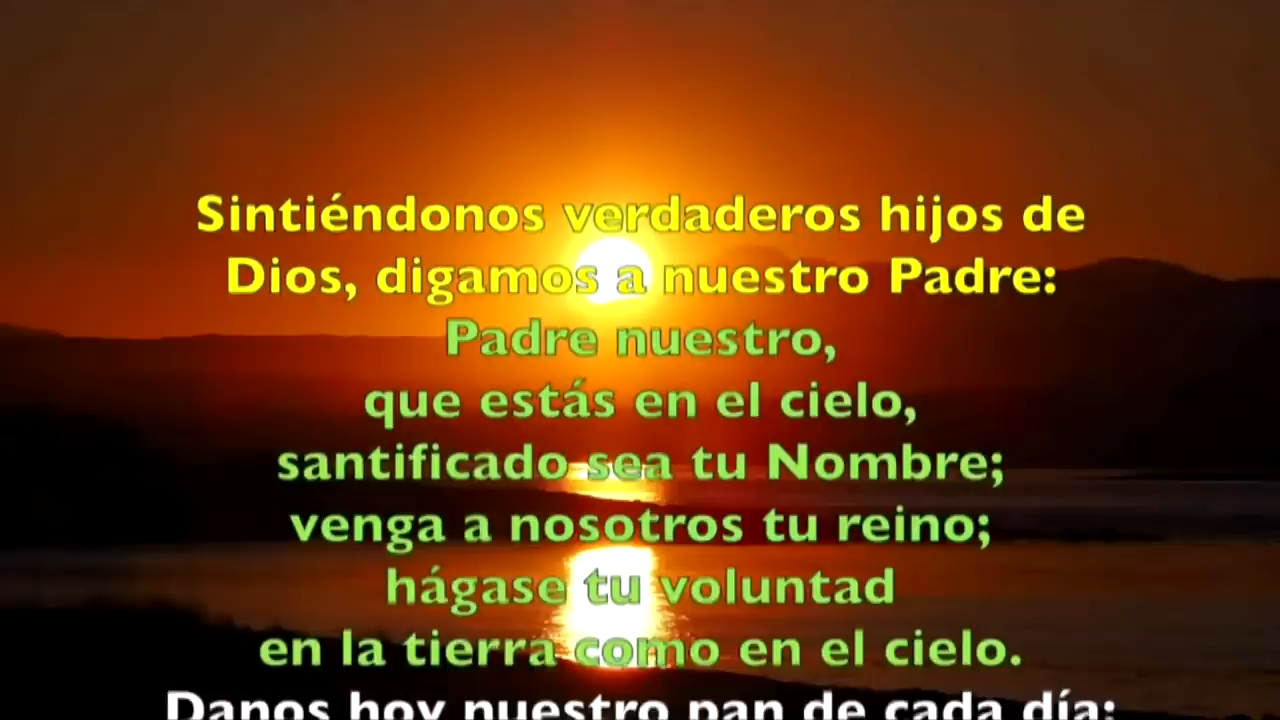 Sintiéndonos verdaderos hijos de
Dios, digamos a nuestro Padre:
Padre nuestro,
que estás en el cielo,
santificado sea tu Nombre;
venga a nosotros tu reino;
hágase tu voluntad
en la tierra como en el cielo.
Danos hoy nuestro pan de cada día;